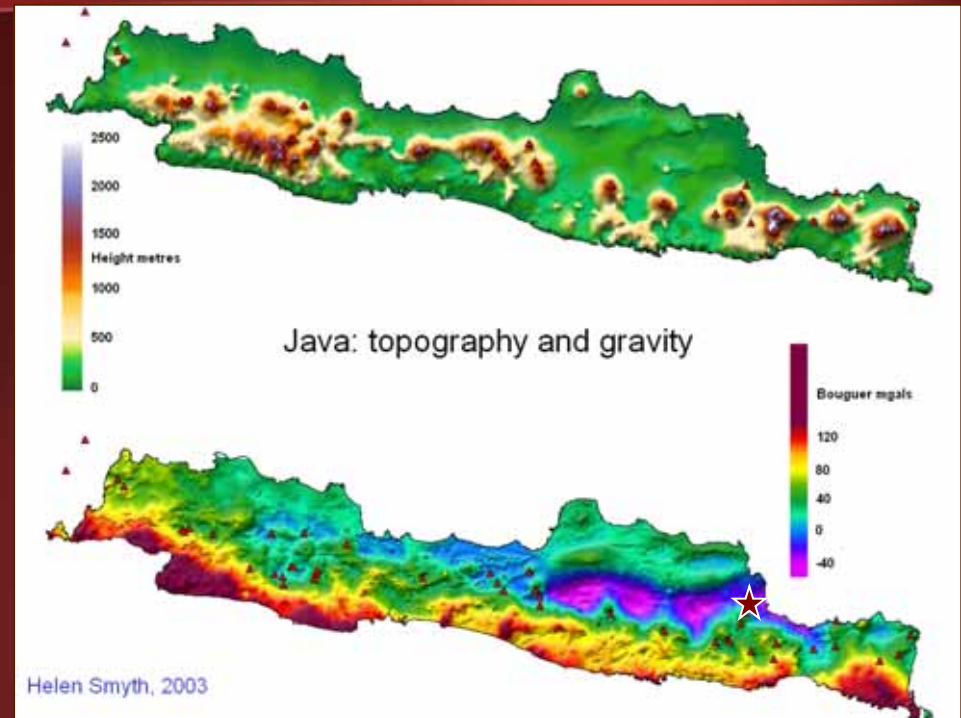 2500
2000
1500
Height metres
1000
500
0
Java: topography and gravity
Bouguer mgals
120
80
40
0
-40
Helen Smyth, 2003